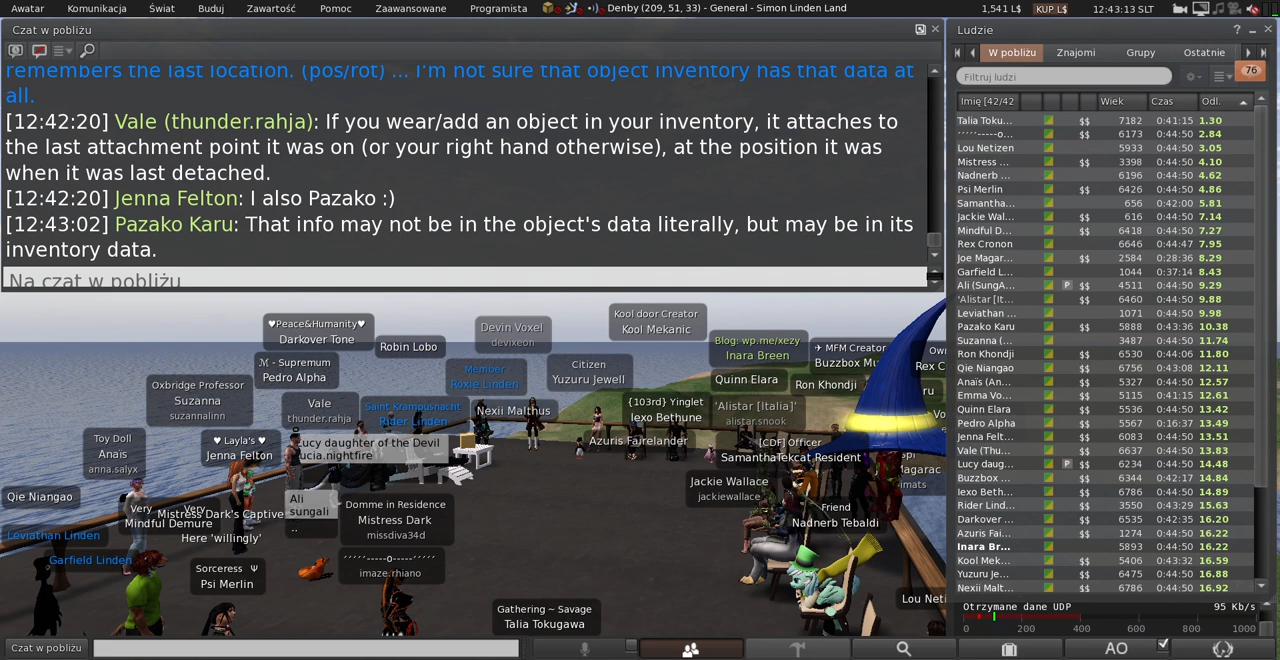 Awatar Komunikacja Świat Buduj Zawartość Pomoc Zaawansowane Programista Denby (209, 51, 33) - General - Simon Linden Land 1,541 L$ KUP L$ 12:43:13 SLT
Czat w pobliżu
remembers the last location. (pos/rot) ... I'm not sure that object inventory has that data at
all.
[12:42:20] Vale (thunder.rahja): If you wear/add an object in your inventory, it attaches to
the last attachment point it was on (or your right hand otherwise), at the position it was
when it was last detached.
[12:42:20] Jenna Felton: I also Pazako :)
[12:43:02] Pazako Karu: That info may not be in the object's data literally, but may be in its
inventory data.
Na czat w pobliżu
Kool door Creator
Kool Mekanic
♥Peace&Humanity♥
Darkover Tone
Devin Voxel
devixeon
Robin Lobo
Blog: wp.me/xezy
Inara Breen
✈ MFM Creator
Buzzbox
ℳ - Supremum
Pedro Alpha
Citizen
Yuzuru Jewell
Member
Roxie Linden
Quinn Elara
Ron Khondji
Oxbridge Professor
Suzanna
suzannalinn
Vale
thunder.rahja
Saint Krampusnacht
Rider Linden
Nexii Malthus
{103rd} Yinglet
Iexo Bethune
'Alistar [Italia]'
alistar.snook
Toy Doll
Anaïs
anna.salyx
♥ Layla's ♥
Jenna Felton
Lucy daughter of the Devil
lucia.nightfire
Azuris Fairelander
[CDF] Officer
SamanthaTekcat Resident
Jackie Wallace
jackiewallace
Qie Niangao
Ali
sungali
..
Domme in Residence
Mistress Dark
missdiva34d
Very
Very
Mindful Demure
Mistress Dark's Captive
Here 'willingly'
Friend
Nadnerb Tebaldi
Leviathan Linden
Garfield Linden
Sorceress Ψ
Psi Merlin
՛՛՛՛՛-----o-----՛՛՛՛՛
imaze.rhiano
Gathering ~ Savage
Talia Tokugawa
Lou Neti
Czat w pobliżu
Ludzie
W pobliżu Znajomi Grupy Ostatnie
Filtruj ludzi
76
Imię [42/42 Wiek Czas Odl.
Talia Toku... $$ 7182 0:41:15 1.30
՛՛՛՛՛-----o... $$ 6173 0:44:50 2.84
Lou Netizen 5933 0:44:50 3.05
Mistress ... $$ 3398 0:44:50 4.10
Nadnerb ... 6196 0:44:50 4.62
Psi Merlin $$ 6426 0:44:50 4.86
Samantha... 656 0:42:00 5.81
Jackie Wal... $$ 616 0:44:50 7.14
Mindful D... $$ 6418 0:44:50 7.27
Rex Cronon 6646 0:44:47 7.95
Joe Magar... $$ 2584 0:28:36 8.29
Garfield L... 1044 0:37:14 8.43
Ali (SungA... P $$ 4511 0:44:50 9.29
'Alistar [It... $$ 6460 0:44:50 9.88
Leviathan ... 1071 0:44:50 9.98
Pazako Karu $$ 5888 0:43:36 10.38
Suzanna (... 3487 0:44:50 11.74
Ron Khondji $$ 6530 0:44:06 11.80
Qie Niangao $$ 6756 0:43:08 12.11
Anaïs (An... $$ 5327 0:44:50 12.57
Emma Vo... $$ 5115 0:41:15 12.61
Quinn Elara $$ 5536 0:44:50 13.42
Pedro Alpha $$ 5567 0:16:37 13.49
Jenna Felt... $$ 6083 0:44:50 13.51
Vale (Thu... $$ 6637 0:44:50 13.83
Lucy daug... P $$ 6234 0:44:50 14.48
Buzzbox ... $$ 6344 0:42:17 14.84
Iexo Beth... $$ 6786 0:44:50 14.89
Rider Lind... $$ 3550 0:43:29 15.63
Darkover ... $$ 6535 0:42:35 16.20
Azuris Fai... $$ 1274 0:44:50 16.22
Inara Br... 5893 0:44:50 16.22
Kool Mek... $$ 5406 0:43:32 16.59
Yuzuru Je... $$ 6475 0:44:50 16.88
Nexii Malt... $$ 6786 0:44:50 16.92
Otrzymane dane UDP 95 Kb/s
0 200 400 600 800 1000
AO